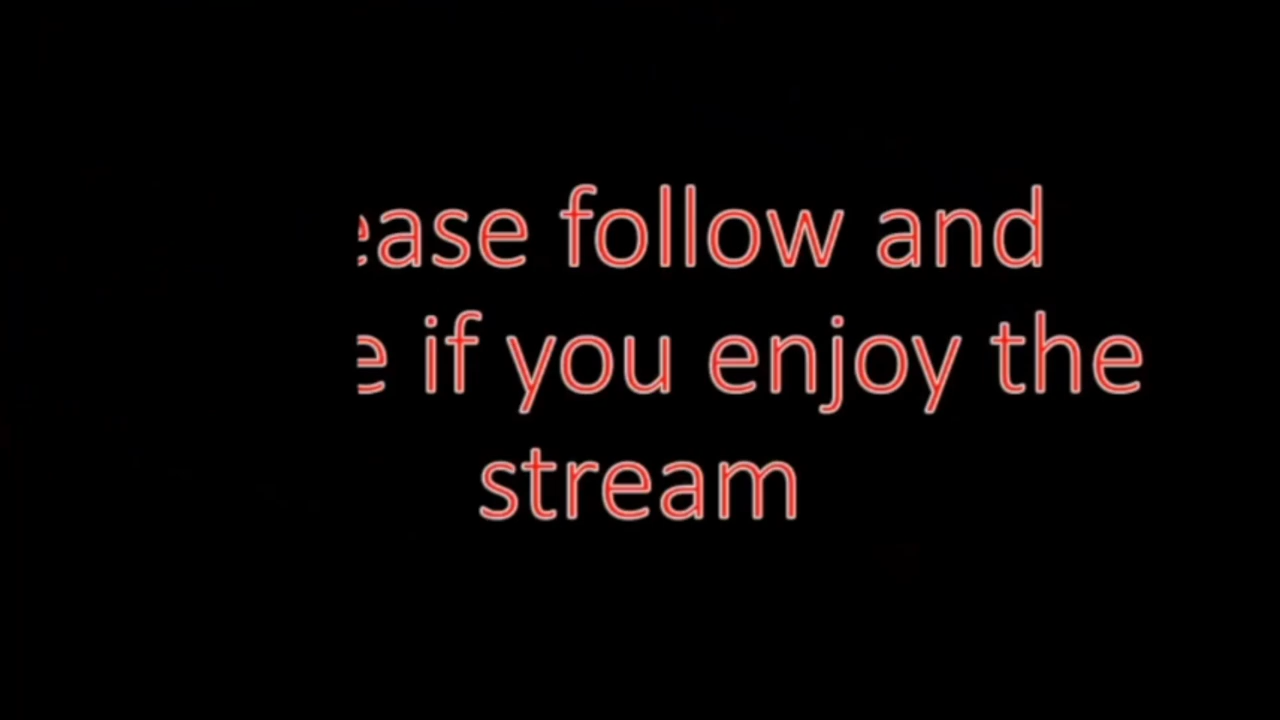 ease follow and
e if you enjoy the
stream